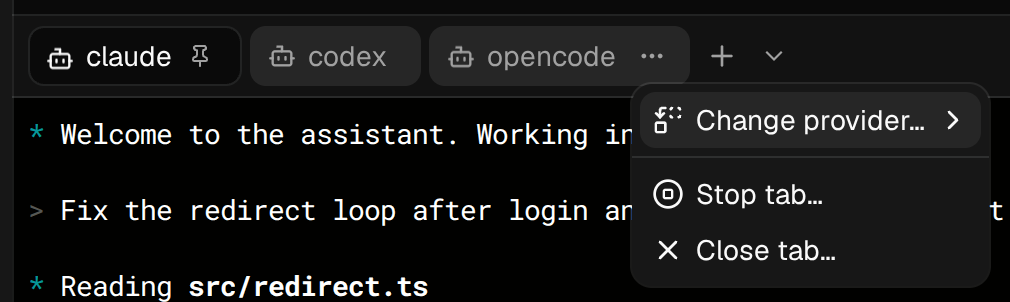 claude
codex
opencode ...
Change provider...
* Welcome to the assistant. Working in
Stop tab...
> Fix the redirect loop after login an
t
Close tab...
* Reading src/redirect.ts